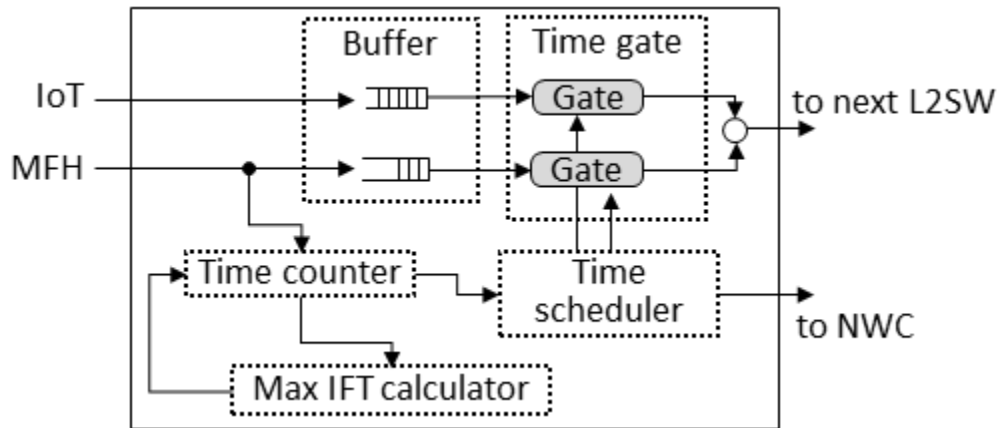 Buffer
Time gate
IoT
Gate
to next L2SW
MFH
Gate
Time counter
Time
scheduler
to NWC
Max IFT calculator